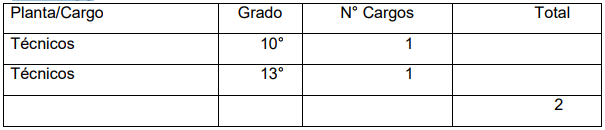 Planta/Cargo Grado N° Cargos Total
Técnicos 10° 1
Técnicos 13° 1
2